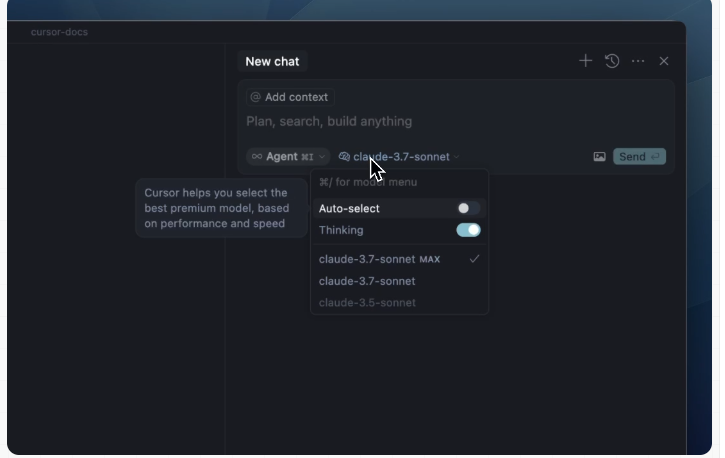 cursor-docs
New chat
@ Add context
Plan, search, build anything
∞ Agent ⌘I
claude-3.7-sonnet
Send
⌘/ for model menu
Cursor helps you select the
best premium model, based
on performance and speed
Auto-select
Thinking
claude-3.7-sonnet MAX
claude-3.7-sonnet
claude-3.5-sonnet